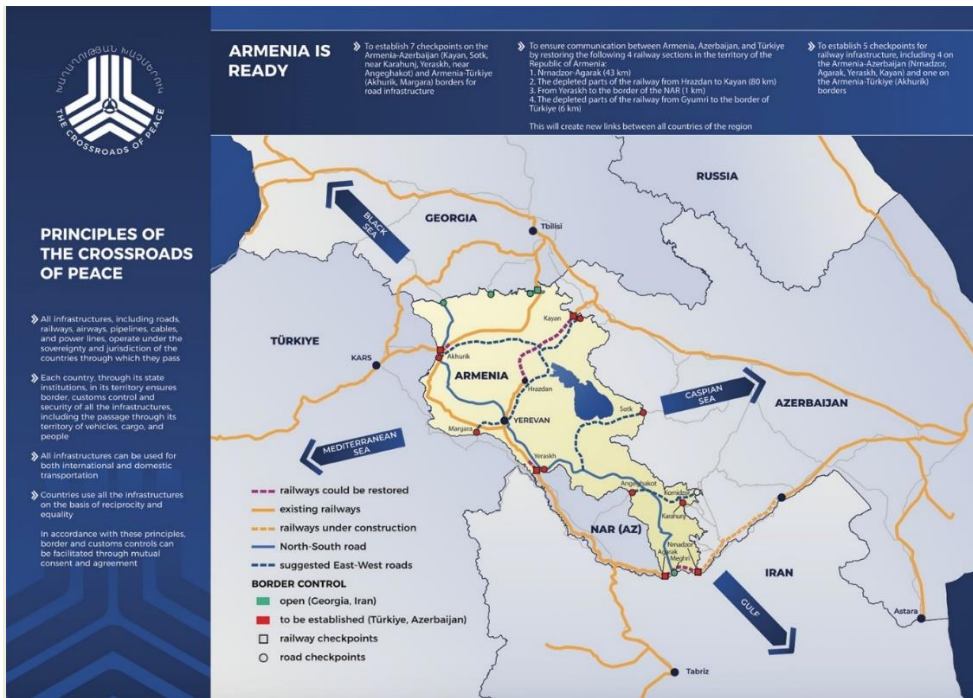 ԽԱՂԱՂՈՒԹՅԱՆ ԽԱՉՄԵՐՈՒԿ
THE CROSSROADS OF PEACE
PRINCIPLES OF
THE CROSSROADS
OF PEACE
All infrastructures, including roads,
railways, airways, pipelines, cables,
and power lines, operate under the
sovereignty and jurisdiction of the
countries through which they pass
Each country, through its state
institutions, in its territory ensures
border, customs control and
security of all the infrastructures,
including the passage through its
territory of vehicles, cargo, and
people
All infrastructures can be used for
both international and domestic
transportation
Countries use all the infrastructures
on the basis of reciprocity and
equality
In accordance with these principles,
border and customs controls can
be facilitated through mutual
consent and agreement
ARMENIA IS
READY
To establish 7 checkpoints on the
Armenia-Azerbaijan (Kayan, Sotk,
near Karahunj, Yeraskh, near
Angeghakot) and Armenia-Türkiye
(Akhurik, Margara) borders for
road infrastructure
To ensure communication between Armenia, Azerbaijan, and Türkiye
by restoring the following 4 railway sections in the territory of the
Republic of Armenia:
1. Nrnadzor-Agarak (43 km)
2. The depleted parts of the railway from Hrazdan to Kayan (80 km)
3. From Yeraskh to the border of the NAR (1 km)
4. The depleted parts of the railway from Gyumri to the border of
Türkiye (6 km)
This will create new links between all countries of the region
To establish 5 checkpoints for
railway infrastructure, including 4 on
the Armenia-Azerbaijan (Nrnadzor,
Agarak, Yeraskh, Kayan) and one on
the Armenia-Türkiye (Akhurik)
borders
RUSSIA
BLACK
SEA
GEORGIA
Tbilisi
TÜRKIYE
KARS
Kayan
Akhurik
ARMENIA
Hrazdan
CASPIAN
SEA
AZERBAIJAN
Sotk
YEREVAN
Margara
MEDITERRANEAN
SEA
Yeraskh
Angeghakot
Kornidzor
Karahunj
NAR (AZ)
Nrnadzor
Agarak
Meghri
IRAN
GULF
Astara
Tabriz
railways could be restored
existing railways
railways under construction
North-South road
suggested East-West roads
BORDER CONTROL
open (Georgia, Iran)
to be established (Türkiye, Azerbaijan)
railway checkpoints
road checkpoints